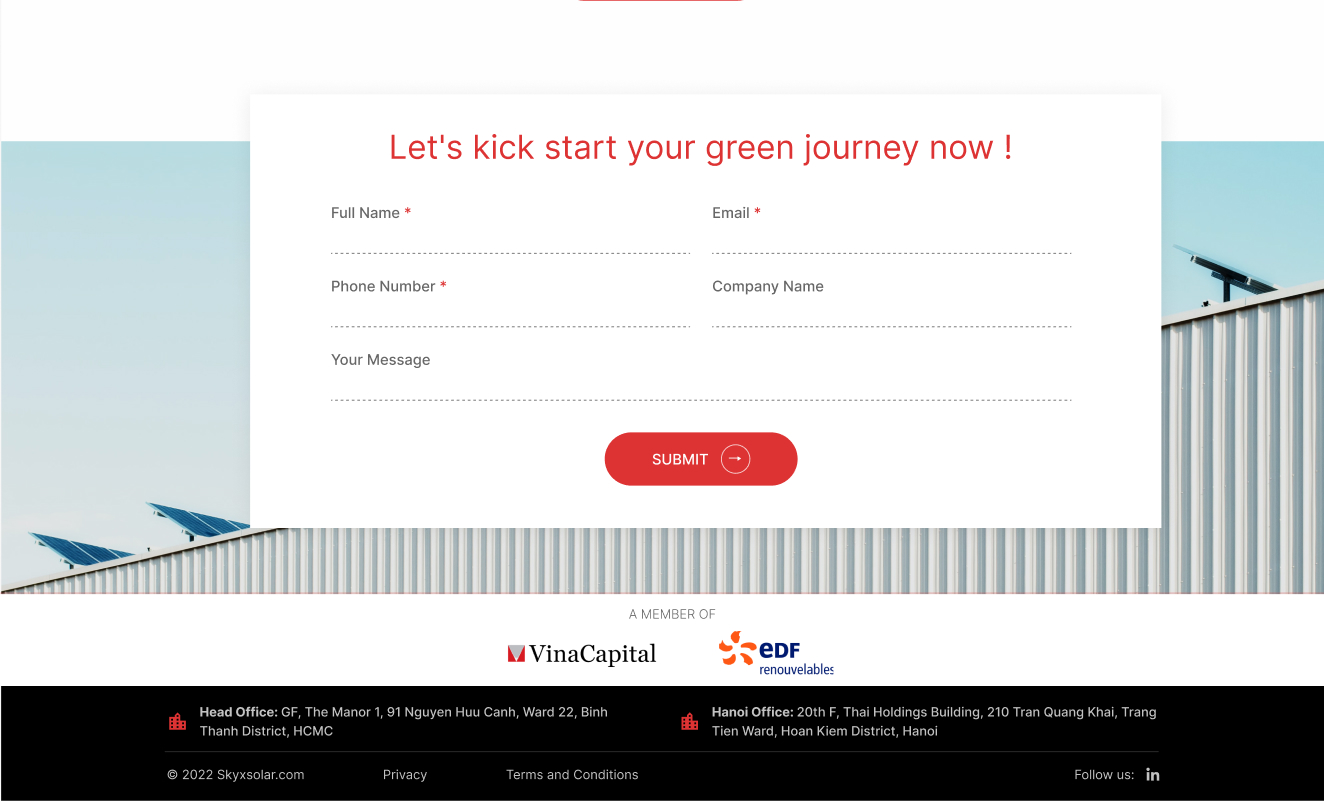 Let's kick start your green journey now !
Full Name *
Email *
Phone Number *
Company Name
Your Message
SUBMIT
A MEMBER OF
VinaCapital
eDF
renouvelables
Head Office: GF, The Manor 1, 91 Nguyen Huu Canh, Ward 22, Binh
Thanh District, HCMC
Hanoi Office: 20th F, Thai Holdings Building, 210 Tran Quang Khai, Trang
Tien Ward, Hoan Kiem District, Hanoi
© 2022 Skyxsolar.com
Privacy
Terms and Conditions
Follow us:
in